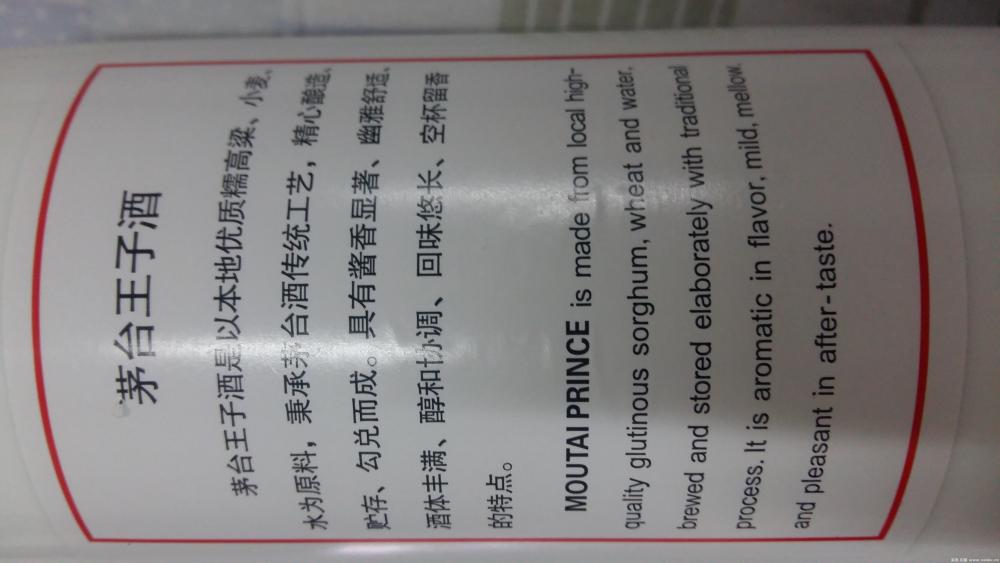 茅台王子酒
茅台王子酒是以本地优质糯高粱、小麦、
水为原料，秉承茅台酒传统工艺，精心酿造、
贮存、勾兑而成。具有酱香显著、幽雅舒适、
酒体丰满、醇和协调、回味悠长、空杯留香
的特点。
MOUTAI PRINCE is made from local high-
quality glutinous sorghum, wheat and water,
brewed and stored elaborately with traditional
process. It is aromatic in flavor, mild, mellow.
and pleasant in after-taste.